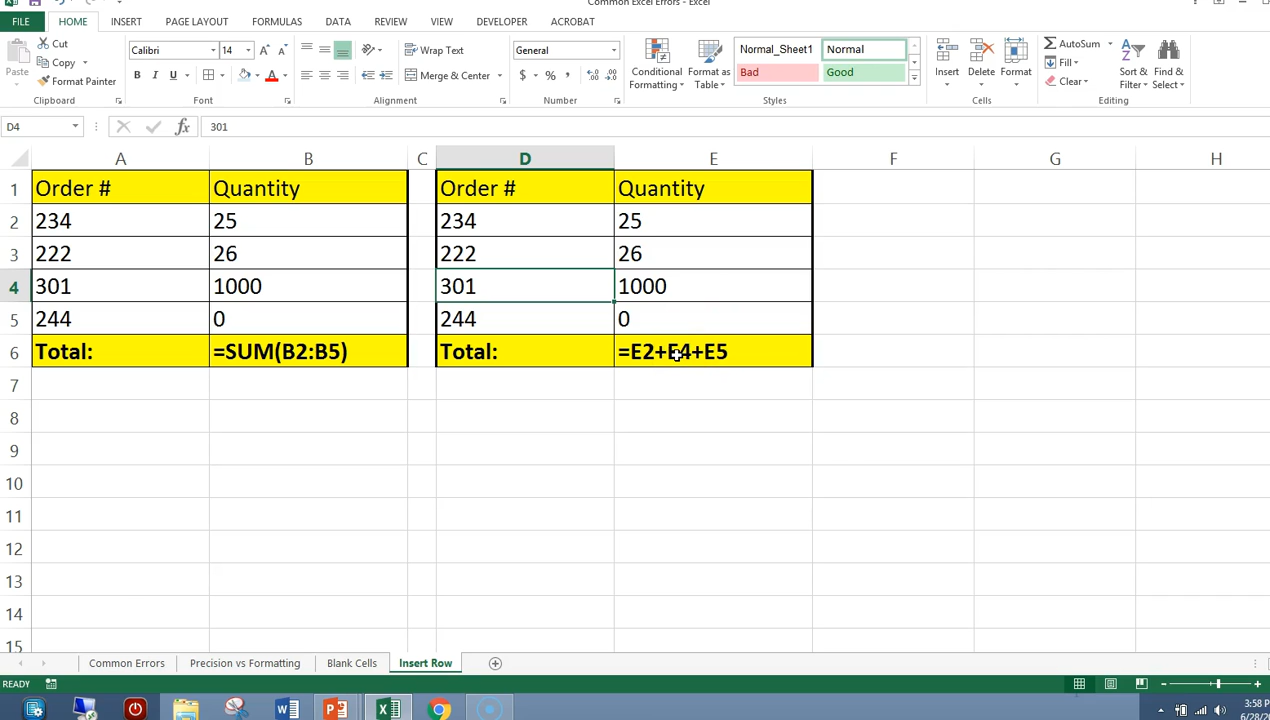 Common Excel Errors - Excel
FILE HOME INSERT PAGE LAYOUT FORMULAS DATA REVIEW VIEW DEVELOPER ACROBAT
Paste
Cut
Copy
Format Painter
Clipboard
Calibri 14 A A
B I U A
Font
Wrap Text
Merge & Center
Alignment
General
$ % ,
Number
Conditional Formatting
Format as Table
Normal_Sheet1 Normal
Bad Good
Styles
Insert Delete Format
Cells
AutoSum
Fill
Clear
Sort & Filter
Find & Select
Editing
D4 fx 301
A B C D E F G H
1 Order # Quantity Order # Quantity
2 234 25 234 25
3 222 26 222 26
4 301 1000 301 1000
5 244 0 244 0
6 Total: =SUM(B2:B5) Total: =E2+E4+E5
7
8
9
10
11
12
13
14
15
Common Errors Precision vs Formatting Blank Cells Insert Row
READY
3:58 P